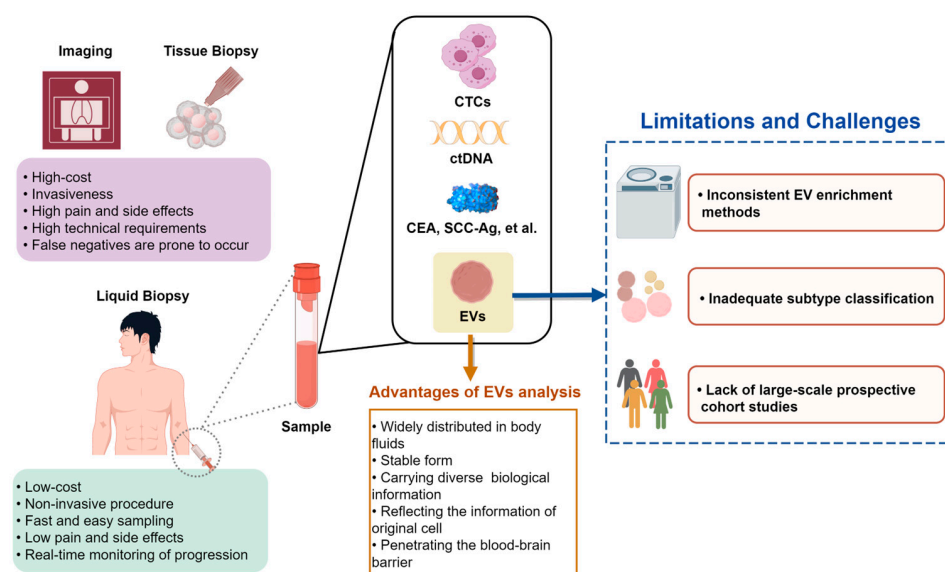 Imaging
Tissue Biopsy
• High-cost
• Invasiveness
• High pain and side effects
• High technical requirements
• False negatives are prone to occur
Liquid Biopsy
• Low-cost
• Non-invasive procedure
• Fast and easy sampling
• Low pain and side effects
• Real-time monitoring of progression
Sample
CTCs
ctDNA
CEA, SCC-Ag, et al.
EVs
Advantages of EVs analysis
• Widely distributed in body
fluids
• Stable form
• Carrying diverse biological
information
• Reflecting the information of
original cell
• Penetrating the blood-brain
barrier
Limitations and Challenges
• Inconsistent EV enrichment
methods
• Inadequate subtype classification
• Lack of large-scale prospective
cohort studies